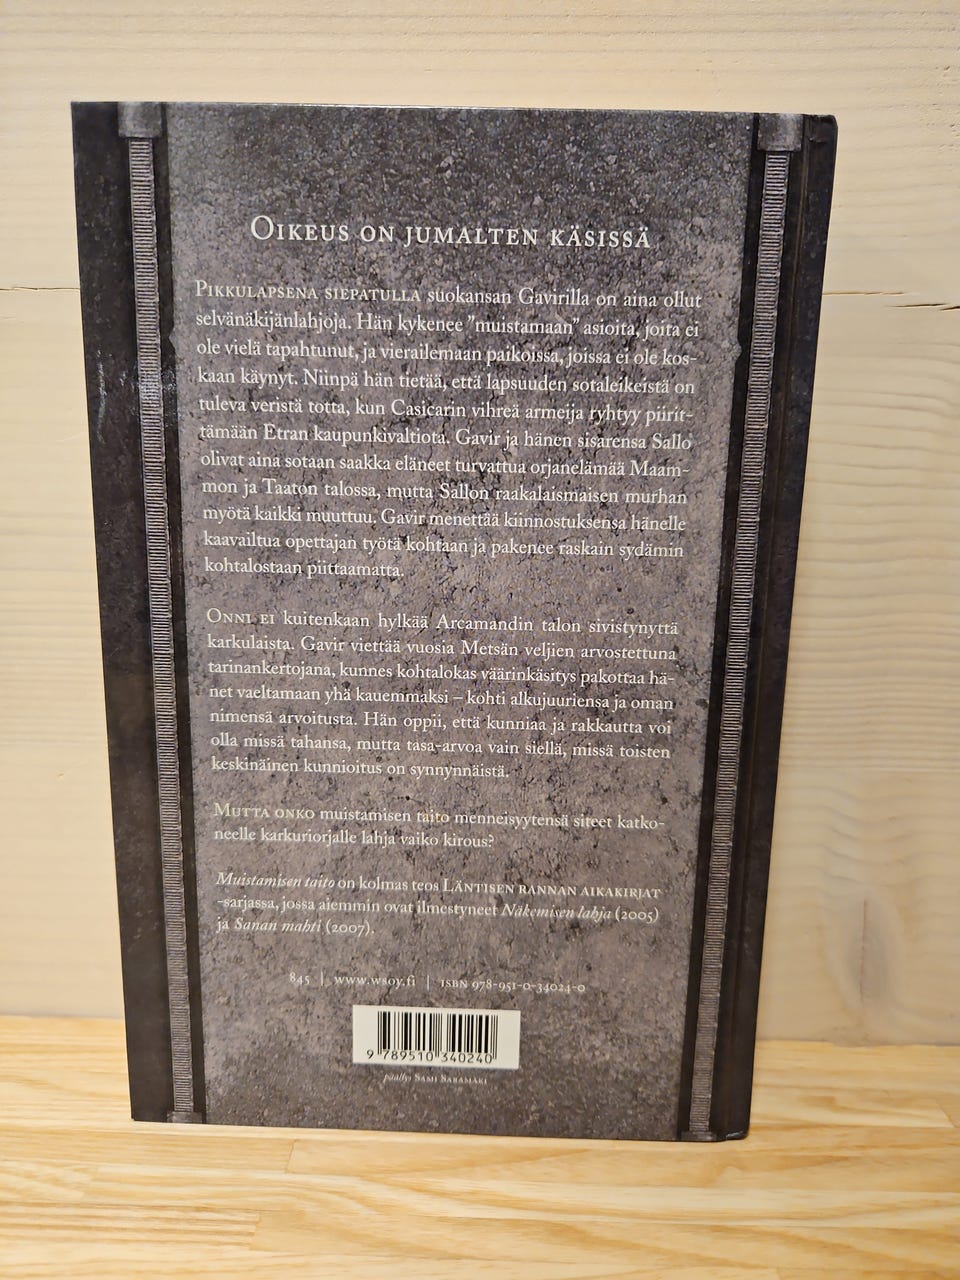 Oikeus on jumalten käsissä
Pikkulapsena siepatulla suokansan Gavirilla on aina ollut
selvänäkijänlahjoja. Hän kykenee ”muistamaan” asioita, joita ei
ole vielä tapahtunut, ja vierailemaan paikoissa, joissa ei ole kos-
kaan käynyt. Niinpä hän tietää, että lapsuuden sotaleikeistä on
tuleva veristä totta, kun Casicarin vihreä armeija ryhtyy piirit-
tämään Etran kaupunkivaltiota. Gavir ja hänen sisarensa Sallo
olivat aina sotaan saakka eläneet turvattua orjanelämää Maam-
mon ja Taaton talossa, mutta Sallon raakalaismaisen murhan
myötä kaikki muuttuu. Gavir menettää kiinnostuksensa hänelle
kaavailtua opettajan työtä kohtaan ja pakenee raskain sydämin
kohtalostaan piittaamatta.
Onni ei kuitenkaan hylkää Arcamandin talon sivistynyttä
karkulaista. Gavir viettää vuosia Metsän veljien arvostettuna
tarinankertojana, kunnes kohtalokas väärinkäsitys pakottaa hä-
net vaeltamaan yhä kauemmaksi – kohti alkujuuriensa ja oman
nimensä arvoitusta. Hän oppii, että kunniaa ja rakkautta voi
olla missä tahansa, mutta tasa-arvoa vain siellä, missä toisten
keskinäinen kunnioitus on synnynnäistä.
Mutta onko muistamisen taito menneisyytensä siteet katko-
neelle karkuriorjalle lahja vaiko kirous?
Muistamisen taito on kolmas teos Läntisen rannan aikakirjat
-sarjassa, jossa aiemmin ovat ilmestyneet Näkemisen lahja (2005)
ja Sanan mahti (2007).
845 | www.wsoy.fi | ISBN 978-951-0-34024-0
9 789510 340240
päällys Sami Saramäki